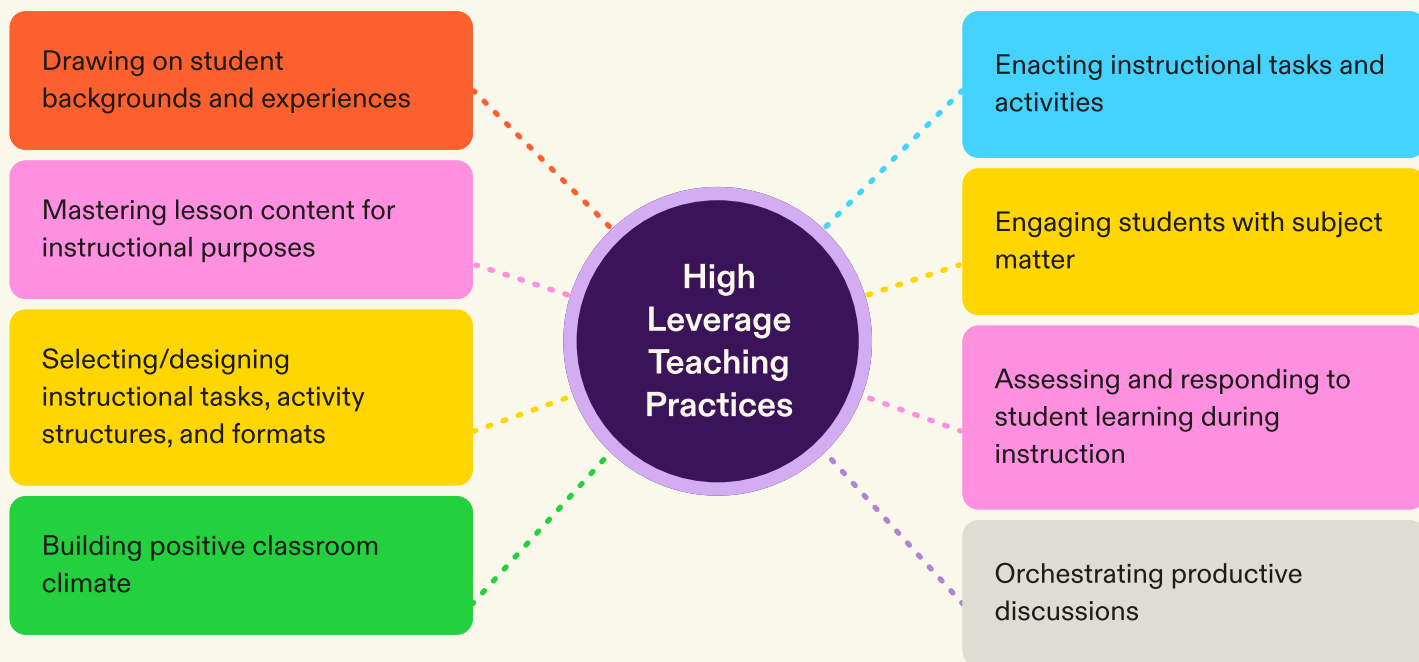 Drawing on student
backgrounds and experiences
Mastering lesson content for
instructional purposes
Selecting/designing
instructional tasks, activity
structures, and formats
Building positive classroom
climate
High
Leverage
Teaching
Practices
Enacting instructional tasks and
activities
Engaging students with subject
matter
Assessing and responding to
student learning during
instruction
Orchestrating productive
discussions